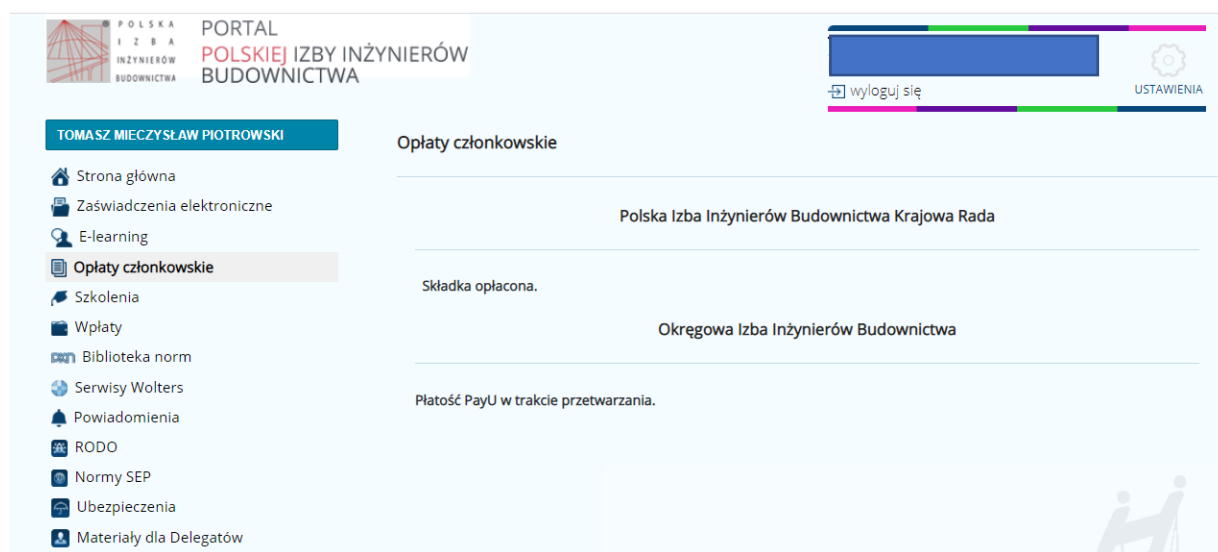 POLSKA
IZBA
INŻYNIERÓW
BUDOWNICTWA
PORTAL
POLSKIEJ IZBY INŻYNIERÓW
BUDOWNICTWA
wyloguj się
USTAWIENIA
TOMASZ MIECZYSŁAW PIOTROWSKI
Strona główna
Zaświadczenia elektroniczne
E-learning
Opłaty członkowskie
Szkolenia
Wpłaty
Biblioteka norm
Serwisy Wolters
Powiadomienia
RODO
Normy SEP
Ubezpieczenia
Materiały dla Delegatów
Opłaty członkowskie
Polska Izba Inżynierów Budownictwa Krajowa Rada
Składka opłacona.
Okręgowa Izba Inżynierów Budownictwa
Płatość PayU w trakcie przetwarzania.